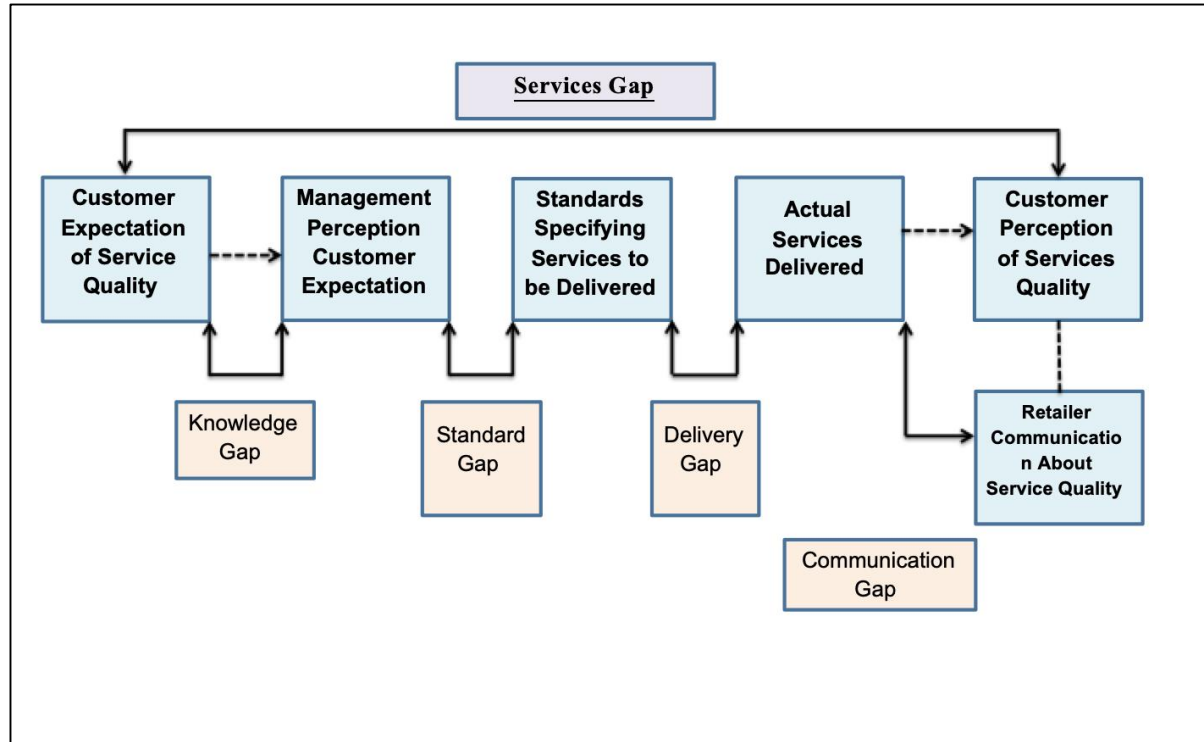 Services Gap
Customer
Expectation
of Service
Quality
Management
Perception
Customer
Expectation
Standards
Specifying
Services to
be Delivered
Actual
Services
Delivered
Customer
Perception
of Services
Quality
Knowledge
Gap
Standard
Gap
Delivery
Gap
Retailer
Communicatio
n About
Service Quality
Communication
Gap